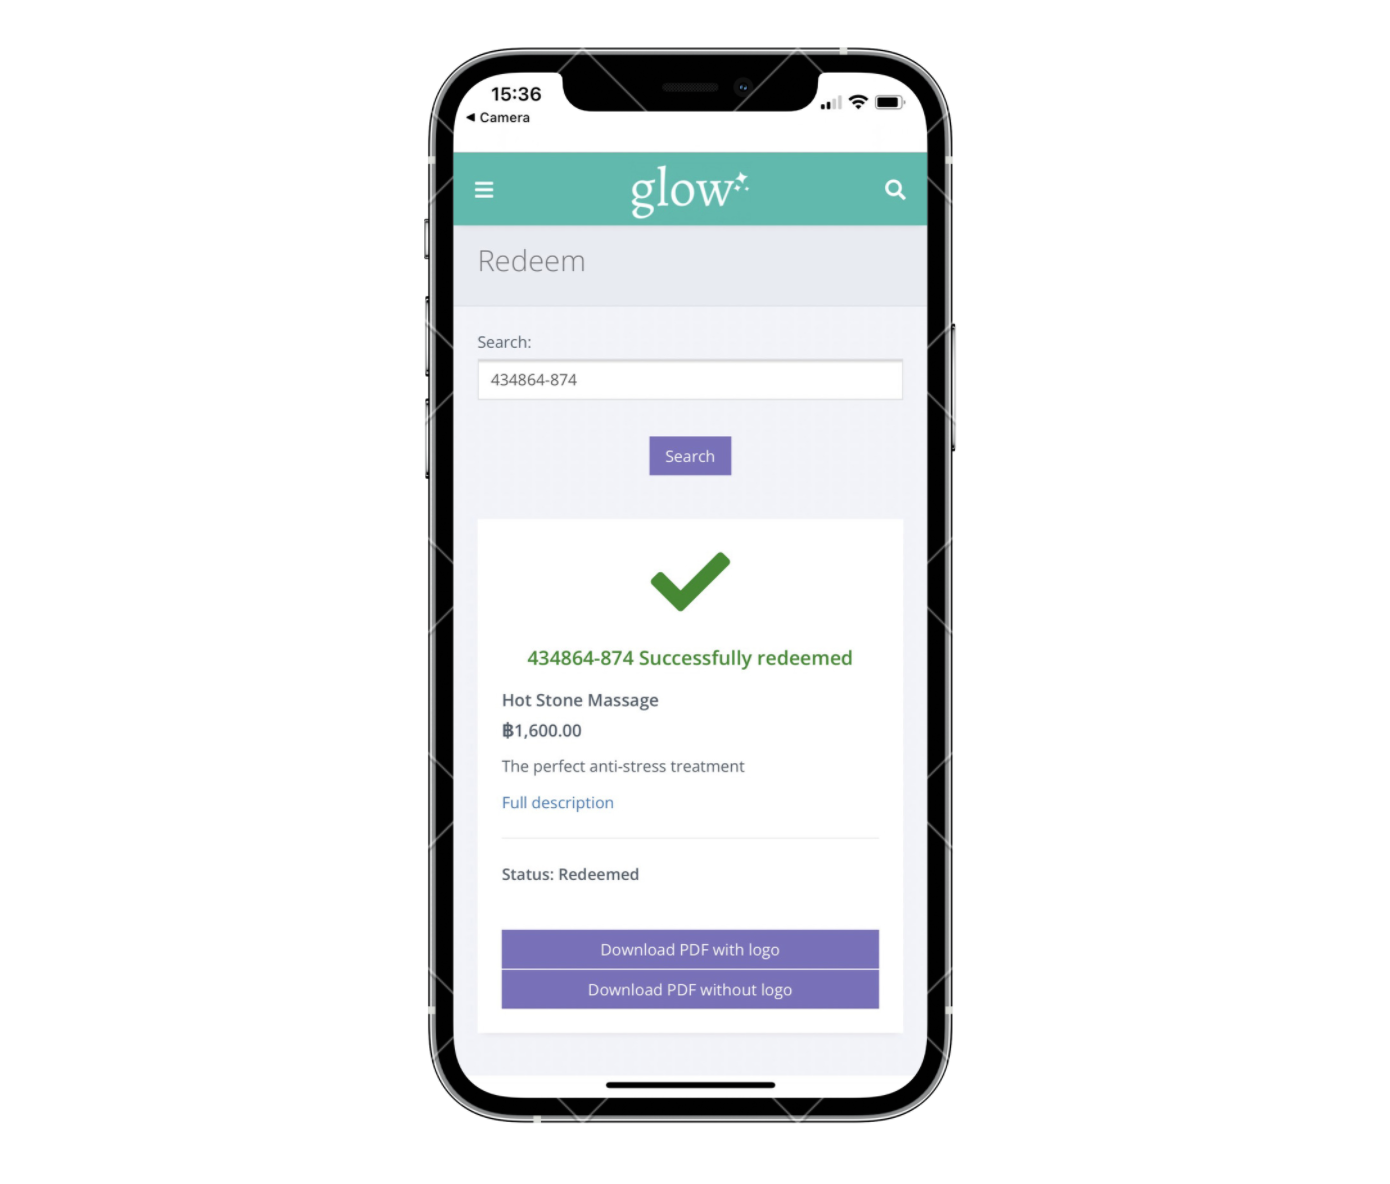 15:36
◀ Camera
glow
Redeem
Search:
434864-874
Search
434864-874 Successfully redeemed
Hot Stone Massage
฿1,600.00
The perfect anti-stress treatment
Full description
Status: Redeemed
Download PDF with logo
Download PDF without logo